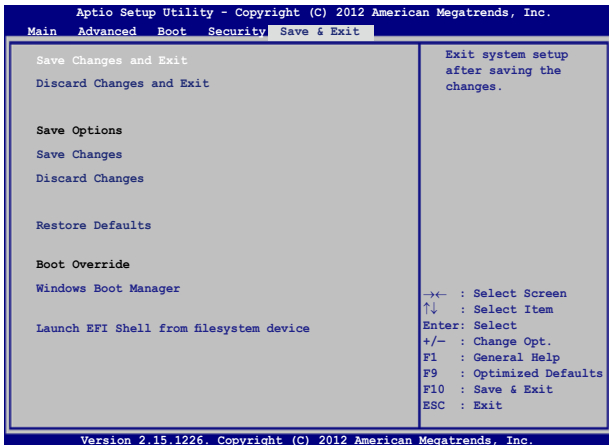 Aptio Setup Utility - Copyright (C) 2012 American Megatrends, Inc.
Main Advanced Boot Security Save & Exit
Save Changes and Exit
Discard Changes and Exit
Save Options
Save Changes
Discard Changes
Restore Defaults
Boot Override
Windows Boot Manager
Launch EFI Shell from filesystem device
Exit system setup
after saving the
changes.
→← : Select Screen
↑↓ : Select Item
Enter: Select
+/— : Change Opt.
F1 : General Help
F9 : Optimized Defaults
F10 : Save & Exit
ESC : Exit
Version 2.15.1226. Copyright (C) 2012 American Megatrends, Inc.